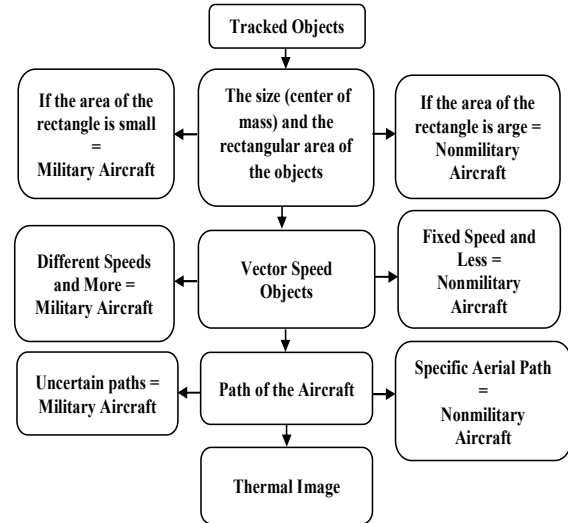 Tracked Objects
If the area of the
rectangle is small
=
Military Aircraft
The size (center of
mass) and the
rectangular area of
the objects
If the area of the
rectangle is arge =
Nonmilitary
Aircraft
Different Speeds
and More =
Military Aircraft
Vector Speed
Objects
Fixed Speed and
Less =
Nonmilitary
Aircraft
Uncertain paths =
Military Aircraft
Path of the Aircraft
Specific Aerial Path
=
Nonmilitary
Aircraft
Thermal Image